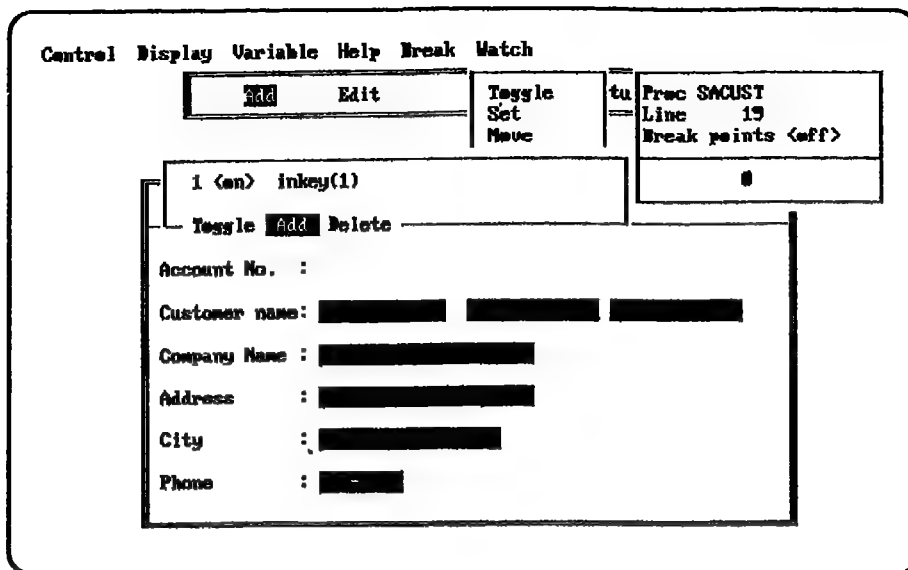 Control Display Variable Help Break Watch
Add Edit
Toggle
Set
Move
tu
Proc SACUST
Line 19
Break points <off>
1 <on> inkey(1)
Toggle Add Delete
Account No. :
Customer name:
Company Name :
Address :
City :
Phone : -